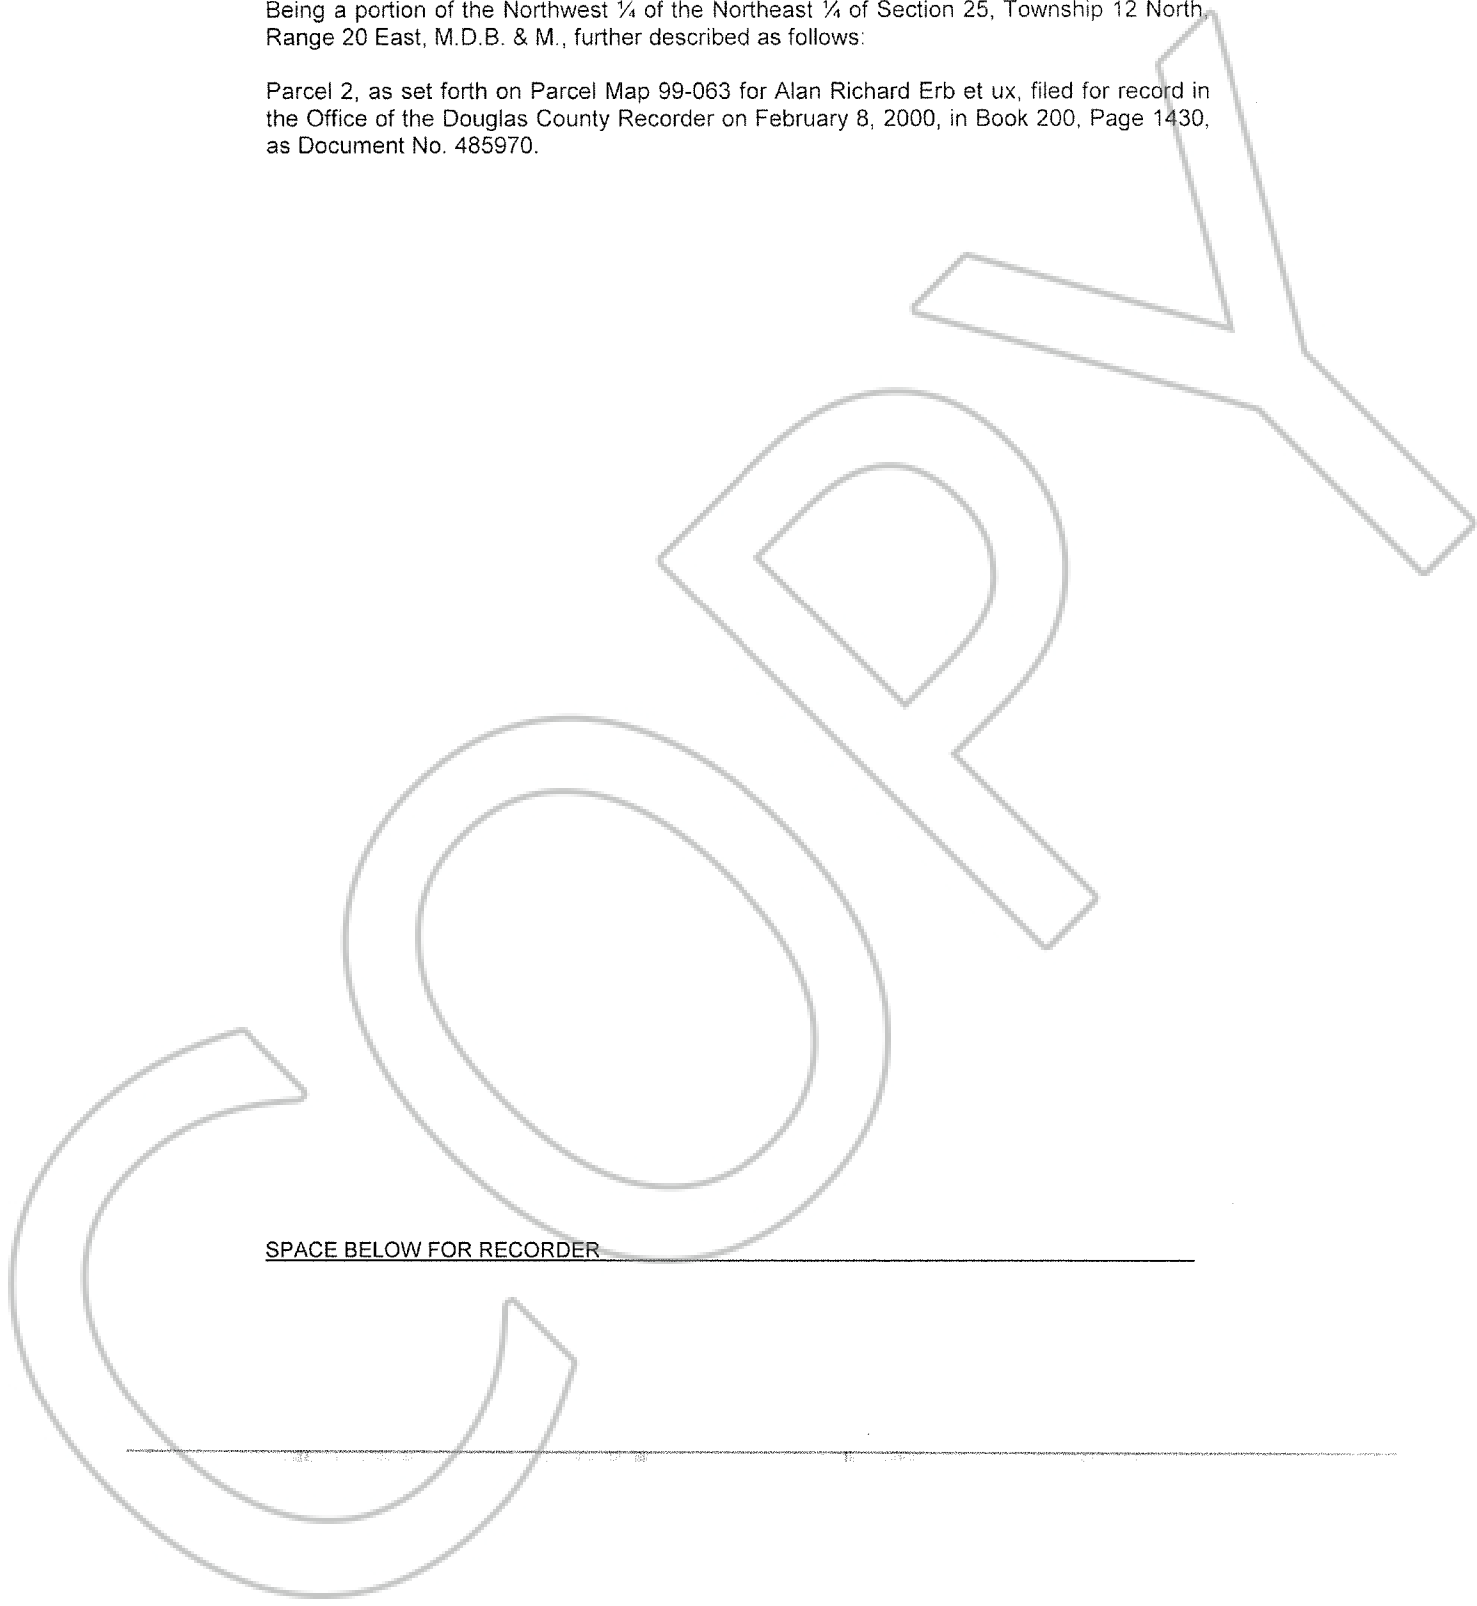 Being a portion of the Northwest ¼ of the Northeast ¼ of Section 25, Township 12 North,
Range 20 East, M.D.B. & M., further described as follows:
Parcel 2, as set forth on Parcel Map 99-063 for Alan Richard Erb et ux, filed for record in
the Office of the Douglas County Recorder on February 8, 2000, in Book 200, Page 1430,
as Document No. 485970.
COPY
SPACE BELOW FOR RECORDER